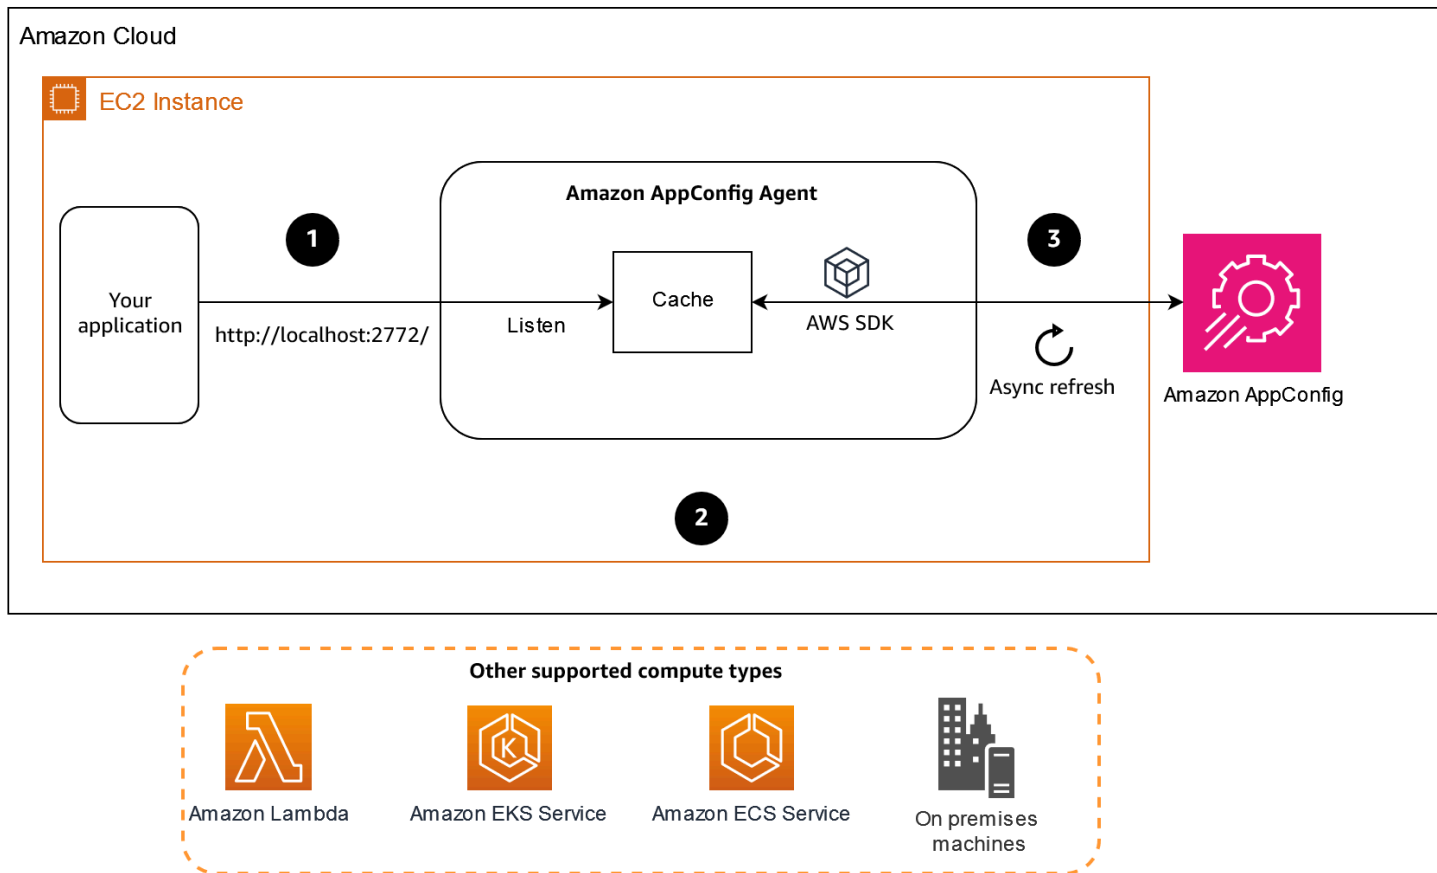 Amazon Cloud
EC2 Instance
Amazon AppConfig Agent
1
3
Your
application
http://localhost:2772/
Listen
Cache
AWS SDK
Async refresh
Amazon AppConfig
2
Other supported compute types
K
Amazon Lambda
Amazon EKS Service
Amazon ECS Service
On premises
machines